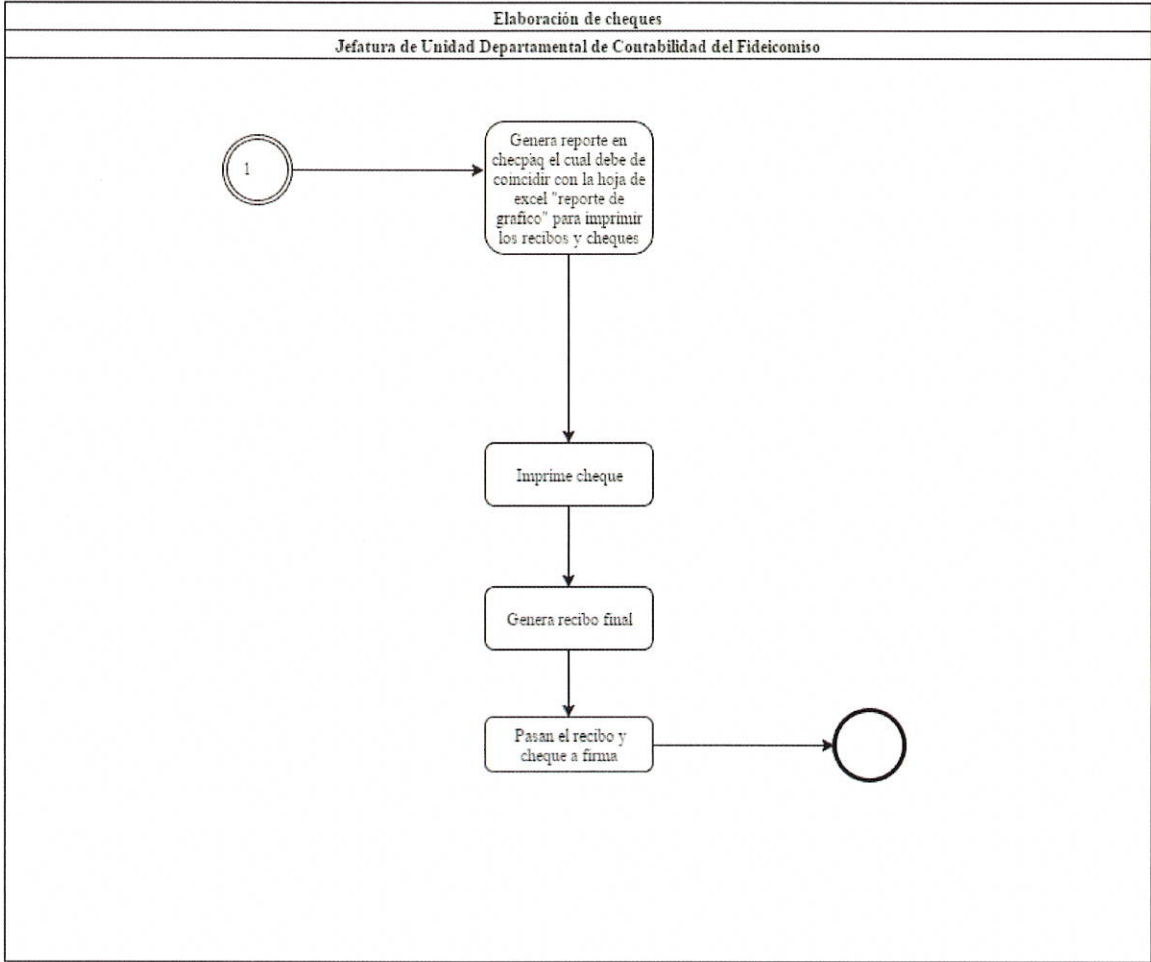 Elaboración de cheques
Jefatura de Unidad Departamental de Contabilidad del Fideicomiso
1
Genera reporte en
checpàq el cual debe de
coincidir con la hoja de
excel "reporte de
grafico" para imprimir
los recibos y cheques
Imprime cheque
Genera recibo final
Pasan el recibo y
cheque a firma